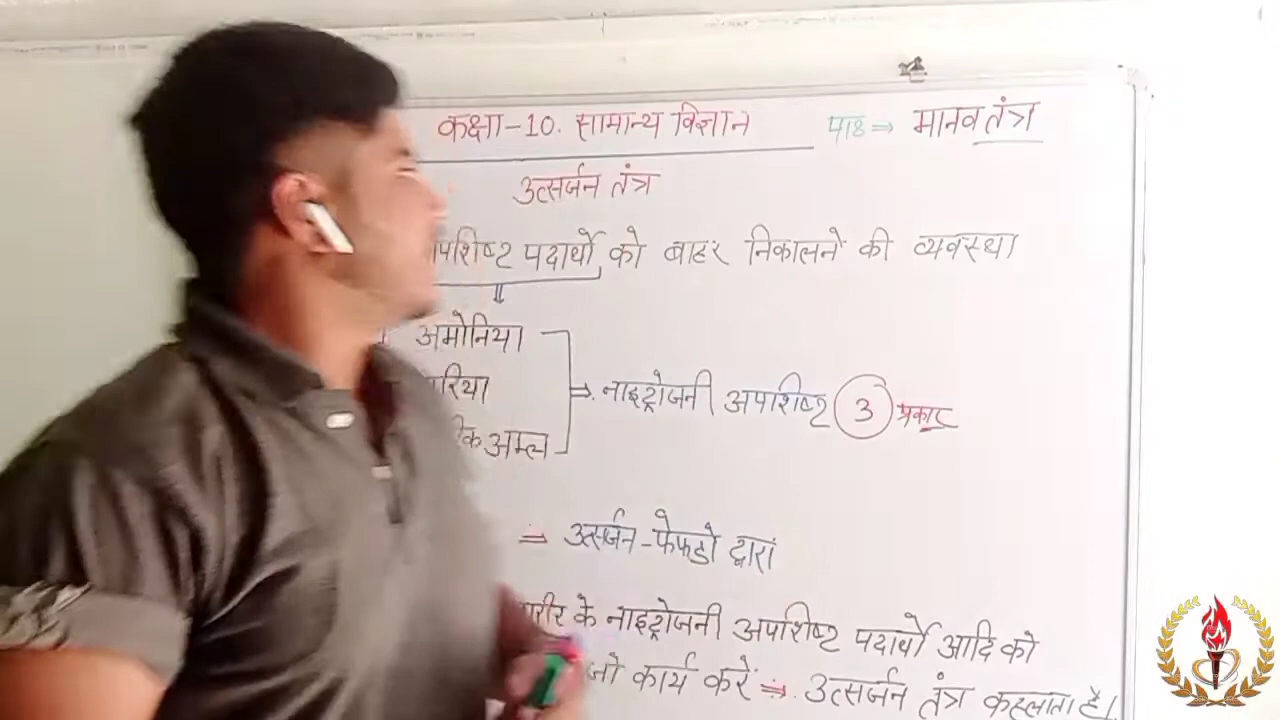 कक्षा-10. सामान्य विज्ञान पाठ ⇒ मानव तंत्र
उत्सर्जन तंत्र
पदार्थो को बाहर निकालने की व्यवस्था
अमोनिया
अम्ल
⇒ नाइट्रोजनी अपशिष्ट 3 प्रकार
⇒ उत्सर्जन-फेफडो द्वारा
के नाइट्रोजनी अपशिष्ट पदार्थो आदि को
जो कार्य करें ⇒ उत्सर्जन तंत्र कहलाता है।